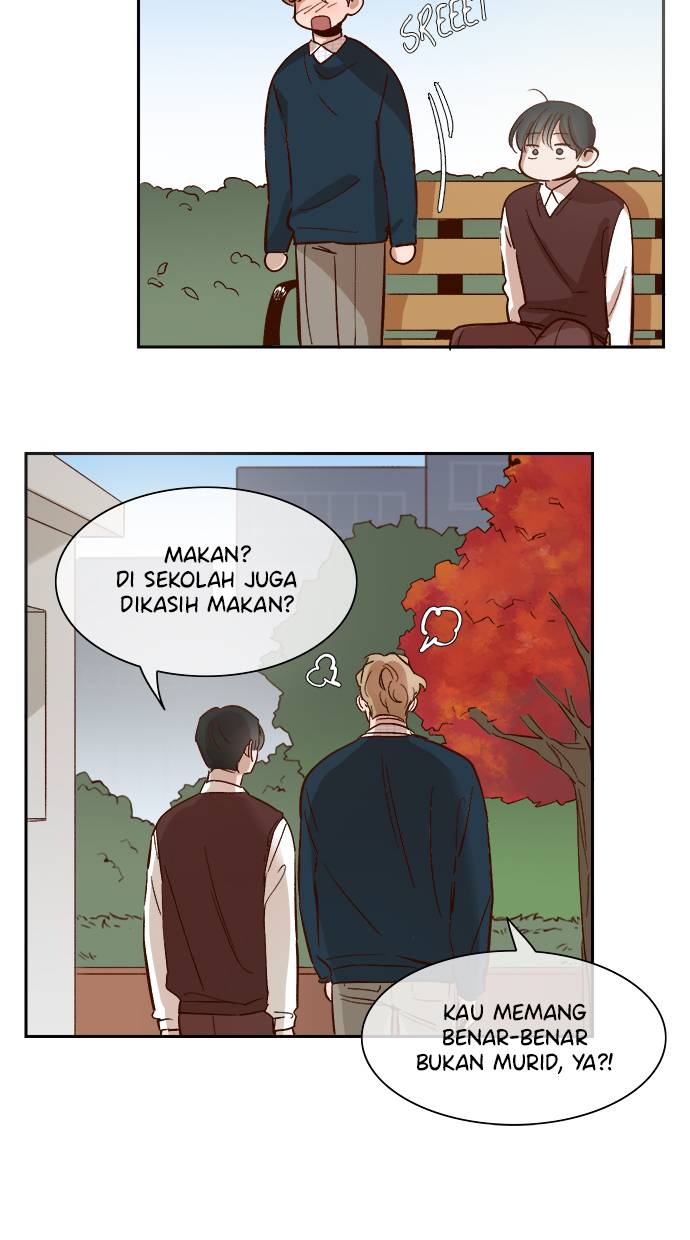 SREEET
MAKAN?
DI SEKOLAH JUGA
DIKASIH MAKAN?
KAU MEMANG
BENAR-BENAR
BUKAN MURID, YA?!